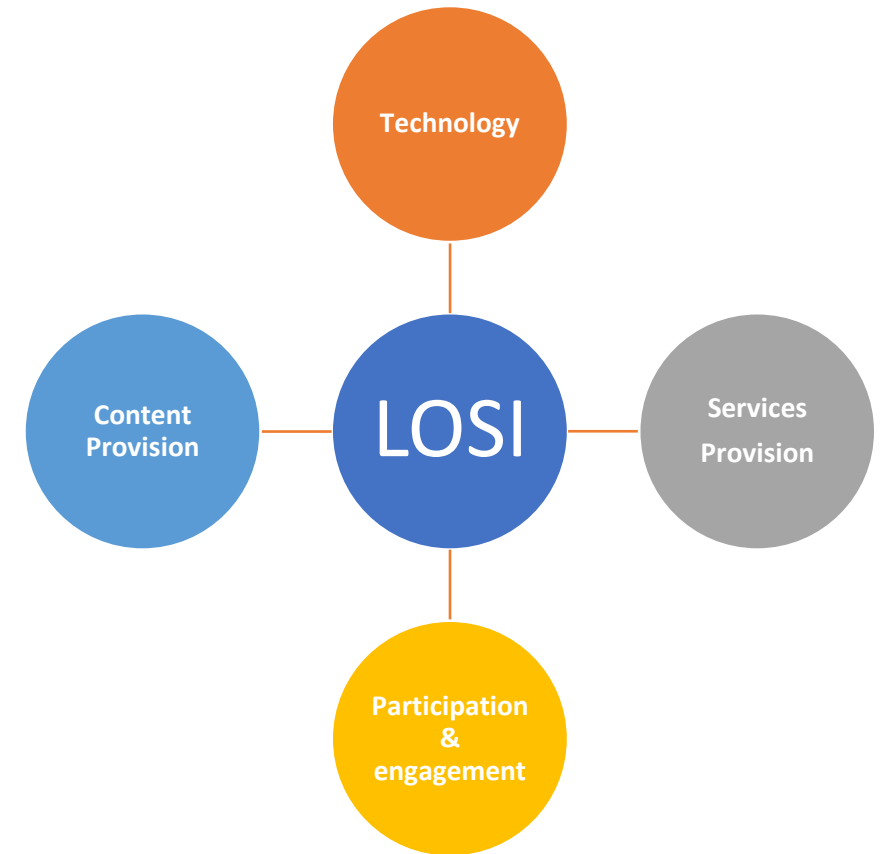 Technology
Content
Provision
LOSI
Services
Provision
Participation
&
engagement